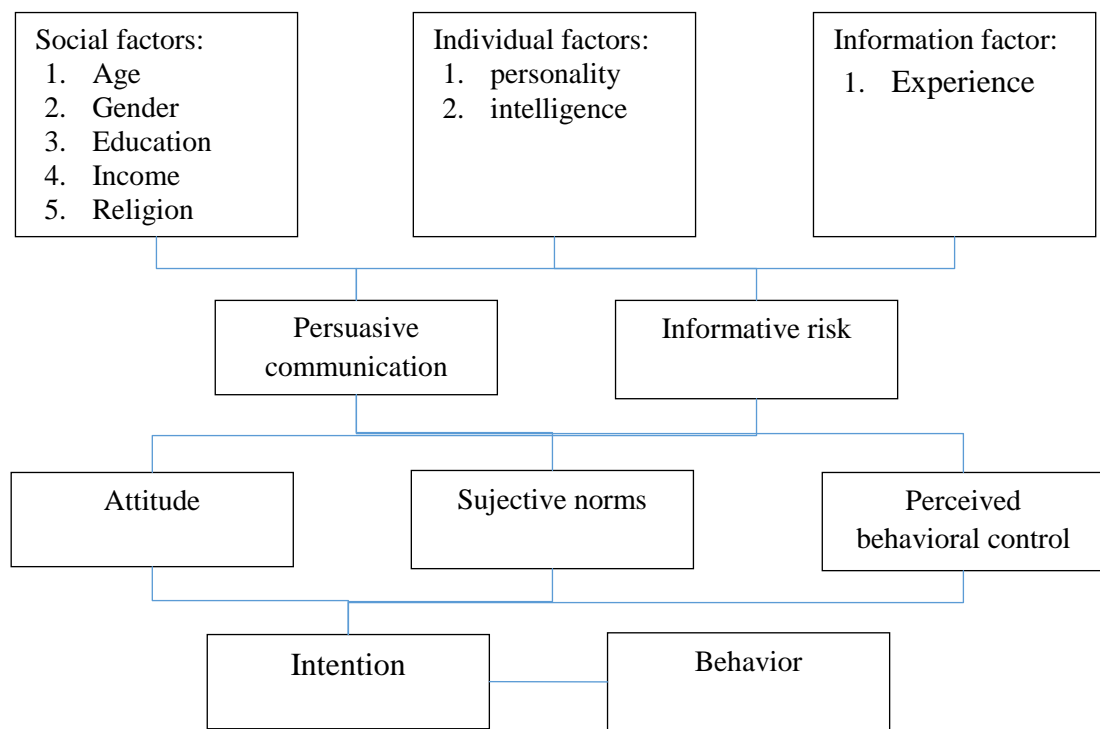 Social factors:
1. Age
2. Gender
3. Education
4. Income
5. Religion
Individual factors:
1. personality
2. intelligence
Information factor:
1. Experience
Persuasive
communication
Informative risk
Attitude
Sujective norms
Perceived
behavioral control
Intention
Behavior